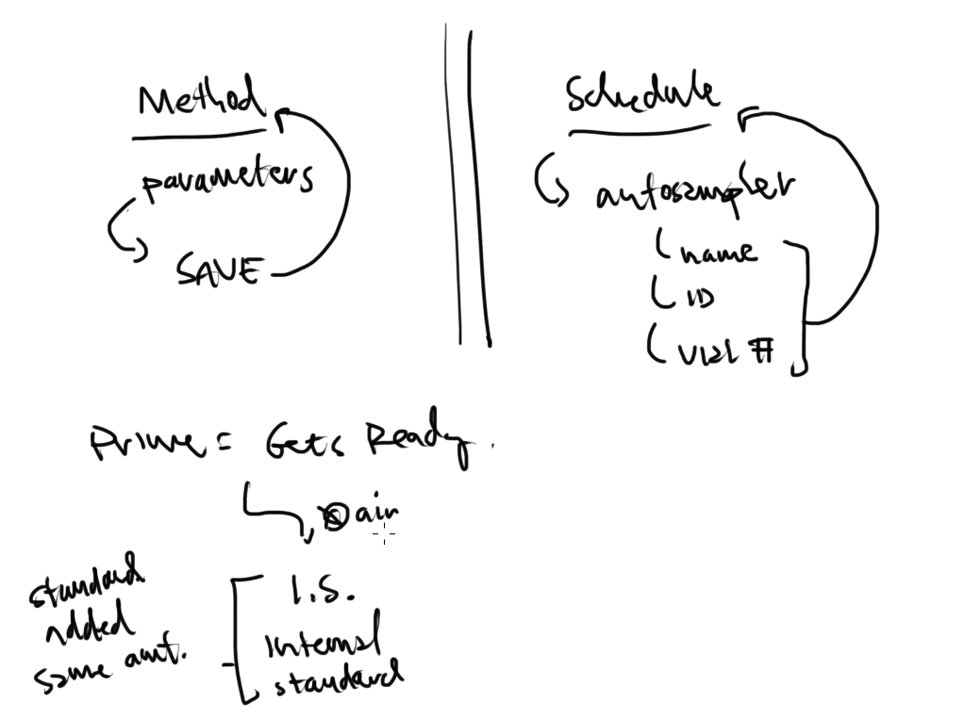 Method
parameters
SAVE
Schedule
autosampler
name
ID
VIAL #
Prime = Gets Ready.
air
I.S.
internal
standard
standard
added
same amt.